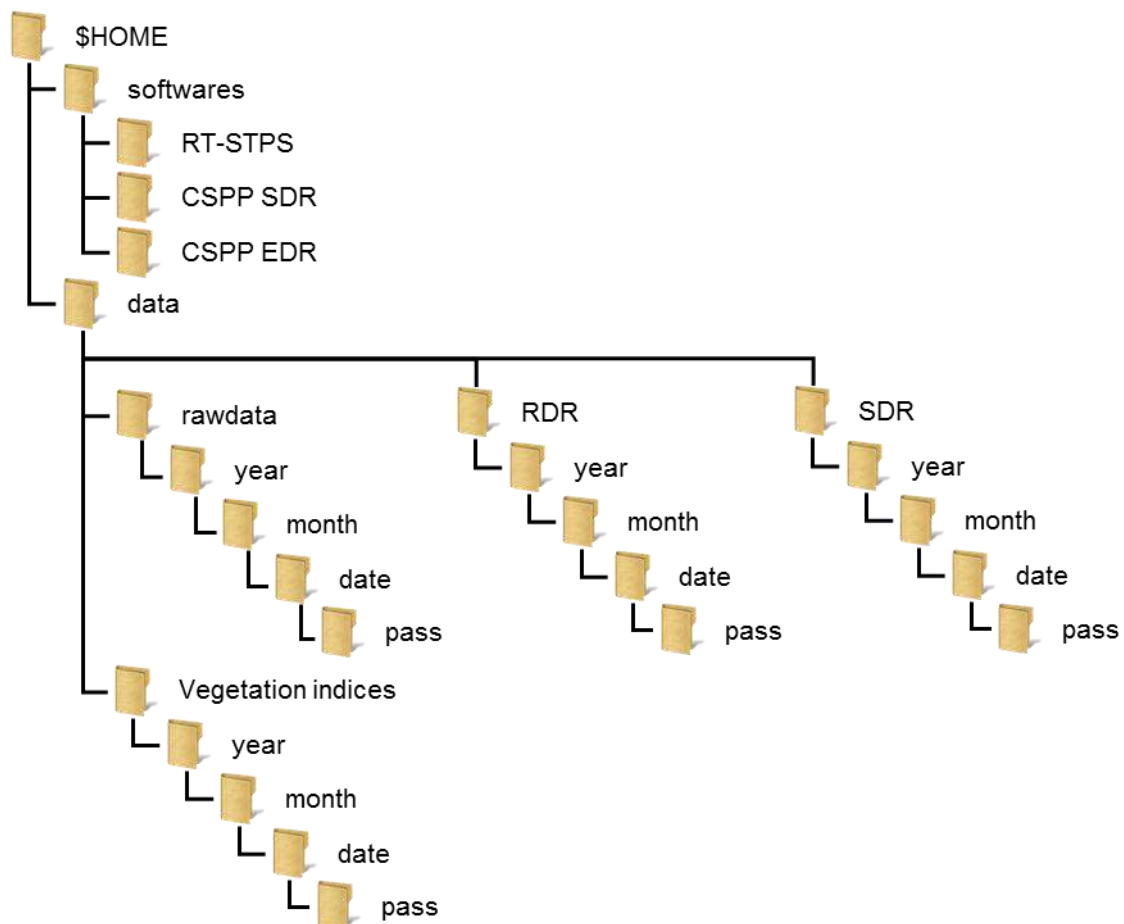 $HOME
softwares
RT-STPS
CSPP SDR
CSPP EDR
data
rawdata
year
month
date
pass
RDR
year
month
date
pass
SDR
year
month
date
pass
Vegetation indices
year
month
date
pass